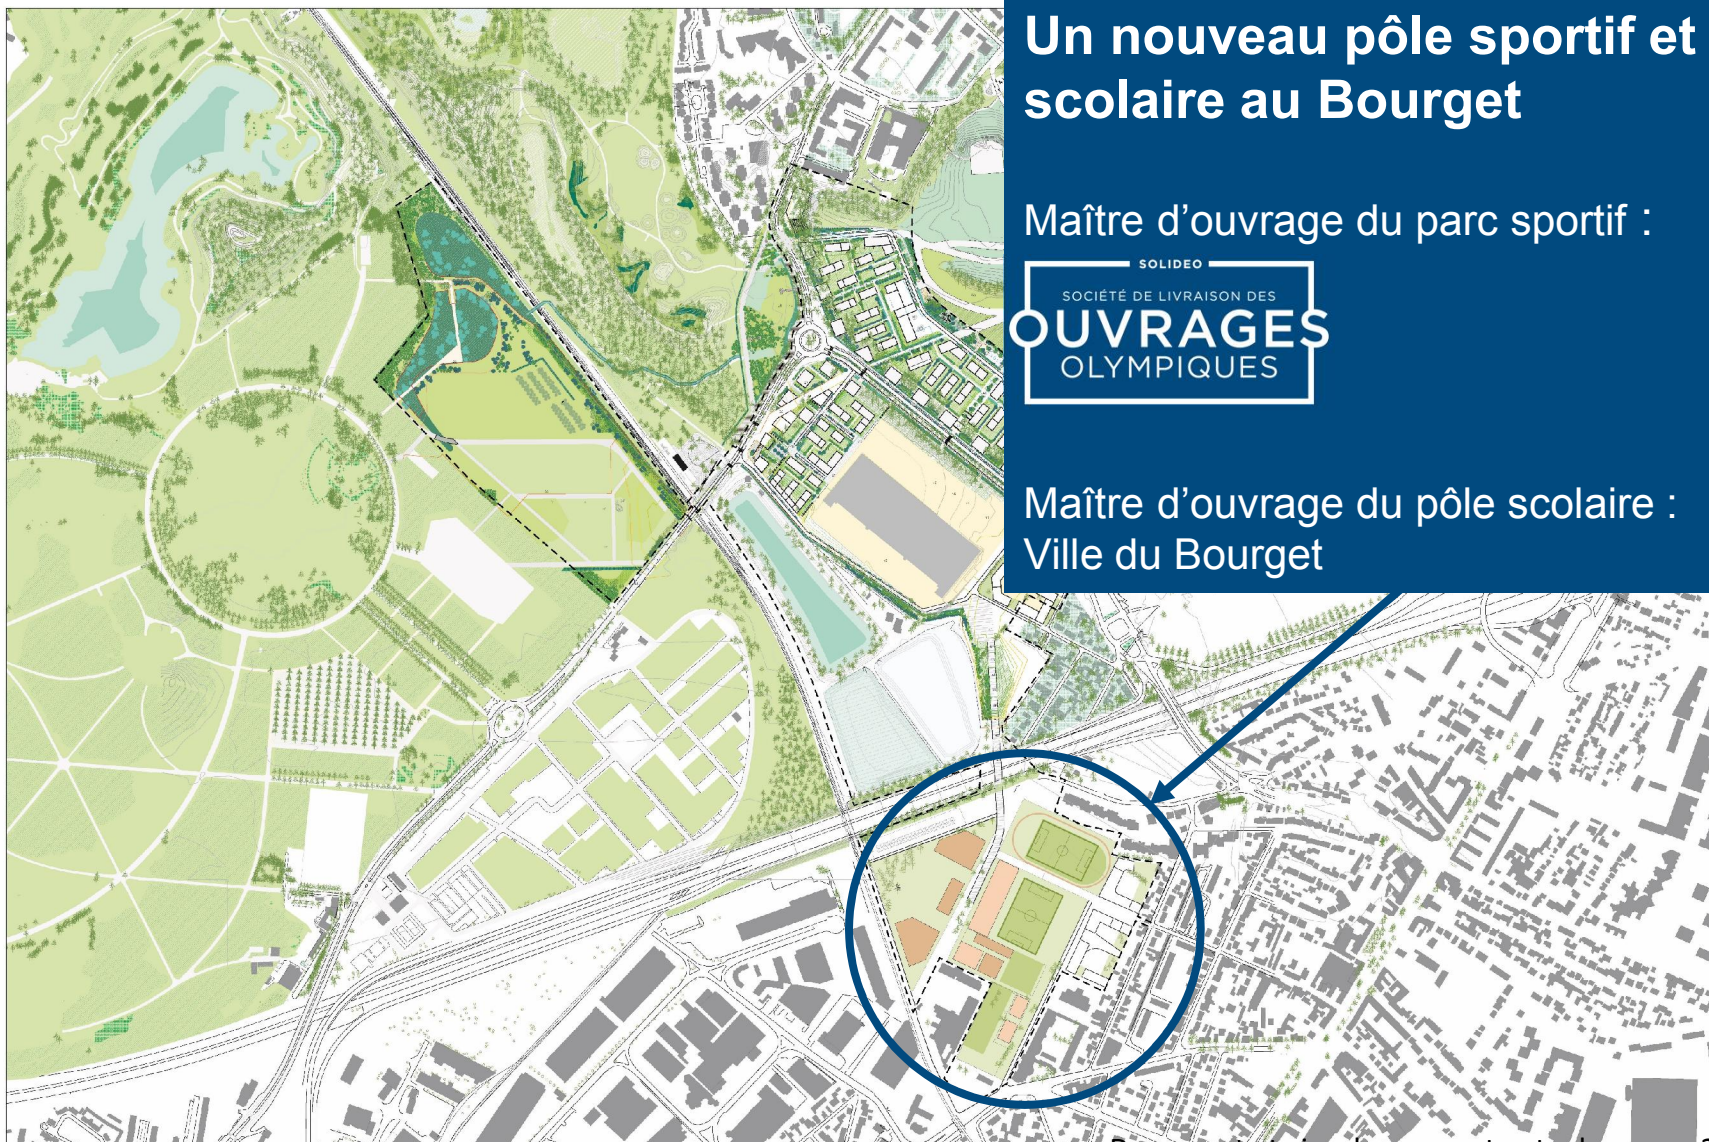 Un nouveau pôle sportif et
scolaire au Bourget
Maître d’ouvrage du parc sportif :
SOLIDEO
SOCIÉTÉ DE LIVRAISON DES
OUVRAGES
OLYMPIQUES
Maître d’ouvrage du pôle scolaire :
Ville du Bourget